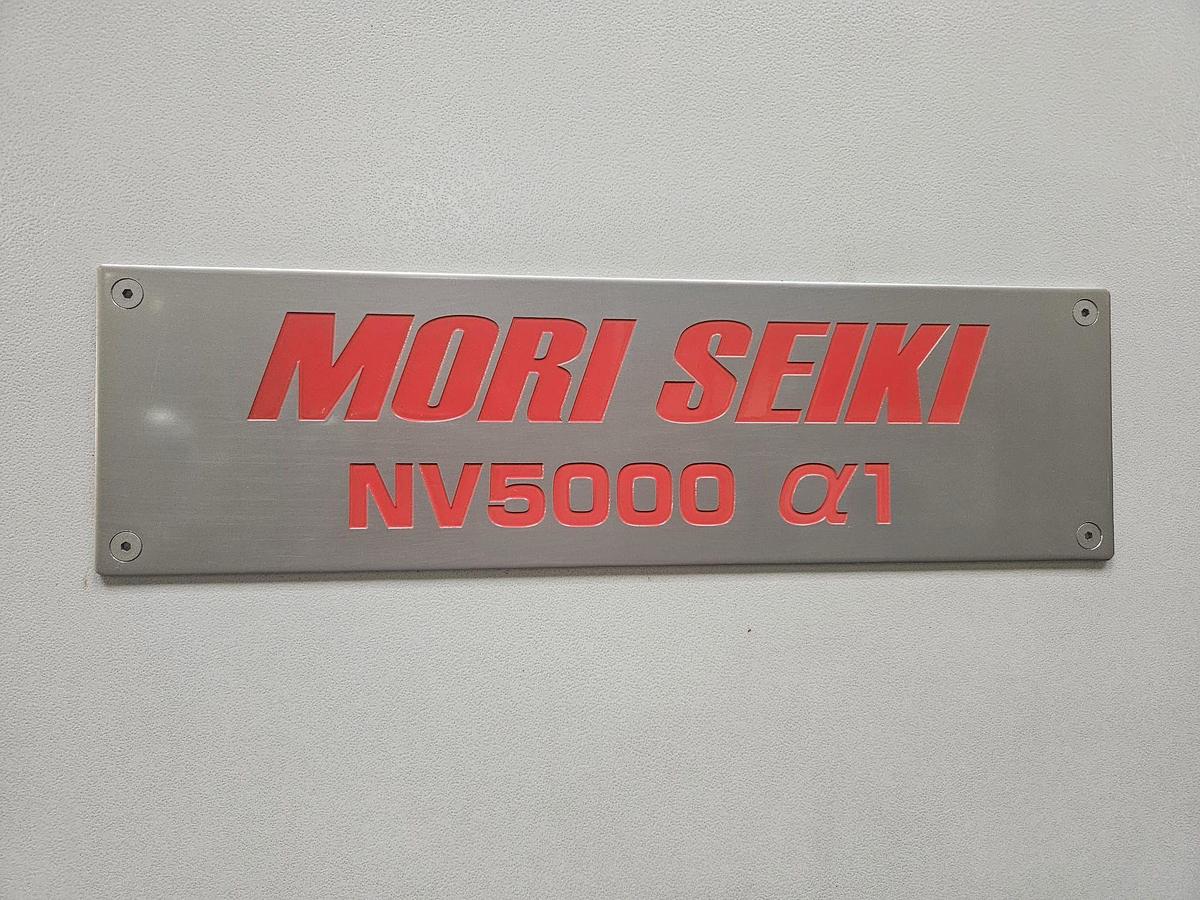 MORI SEIKI
NV5000 α1